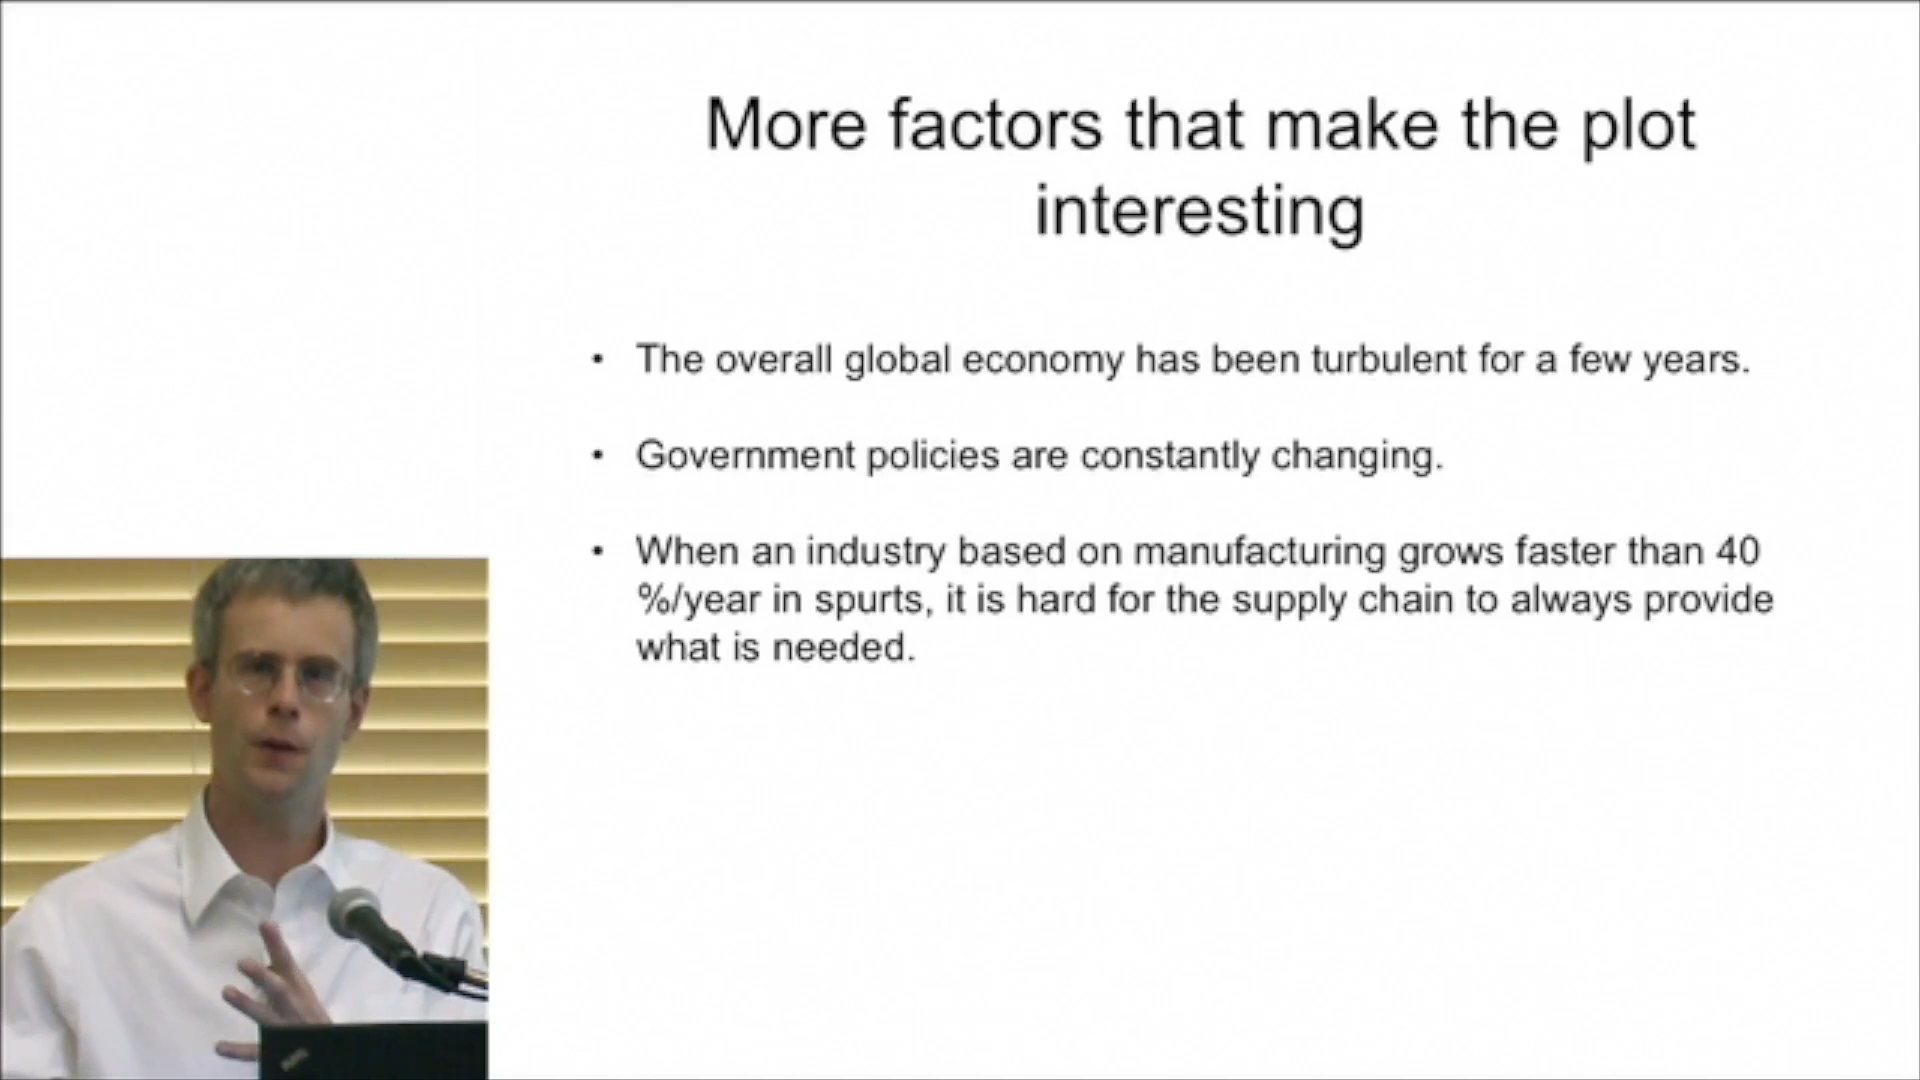 More factors that make the plot
interesting
• The overall global economy has been turbulent for a few years.
• Government policies are constantly changing.
• When an industry based on manufacturing grows faster than 40
%/year in spurts, it is hard for the supply chain to always provide
what is needed.